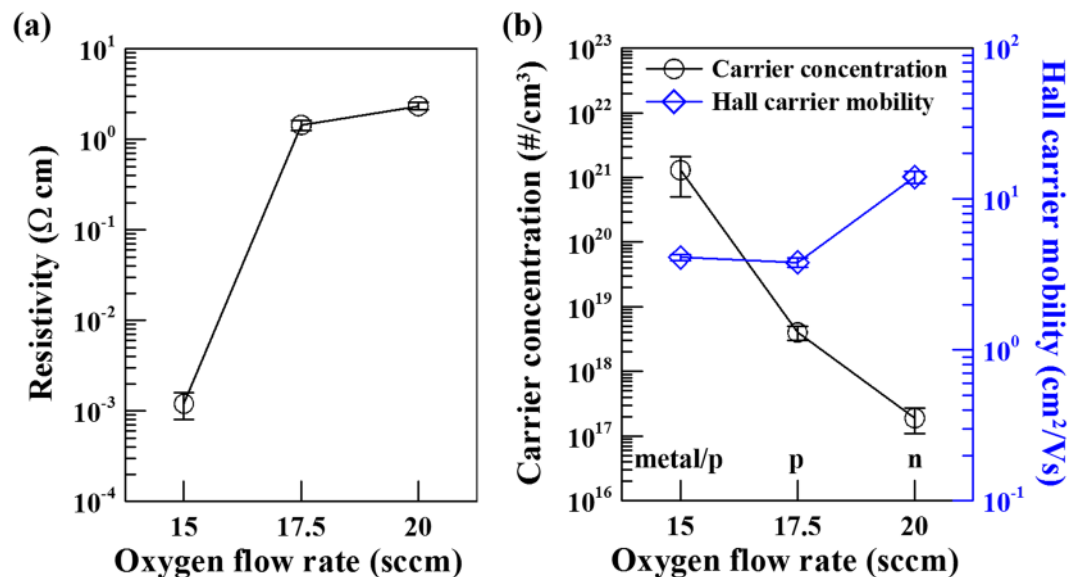 (a)
10¹
10⁰
10⁻¹
10⁻²
10⁻³
10⁻⁴
Resistivity (Ω cm)
15 17.5 20
Oxygen flow rate (sccm)
(b)
10²³
10²²
10²¹
10²⁰
10¹⁹
10¹⁸
10¹⁷
10¹⁶
Carrier concentration (#/cm³)
Carrier concentration
Hall carrier mobility
metal/p p n
15 17.5 20
Oxygen flow rate (sccm)
10²
10¹
10⁰
10⁻¹
Hall carrier mobility (cm²/Vs)